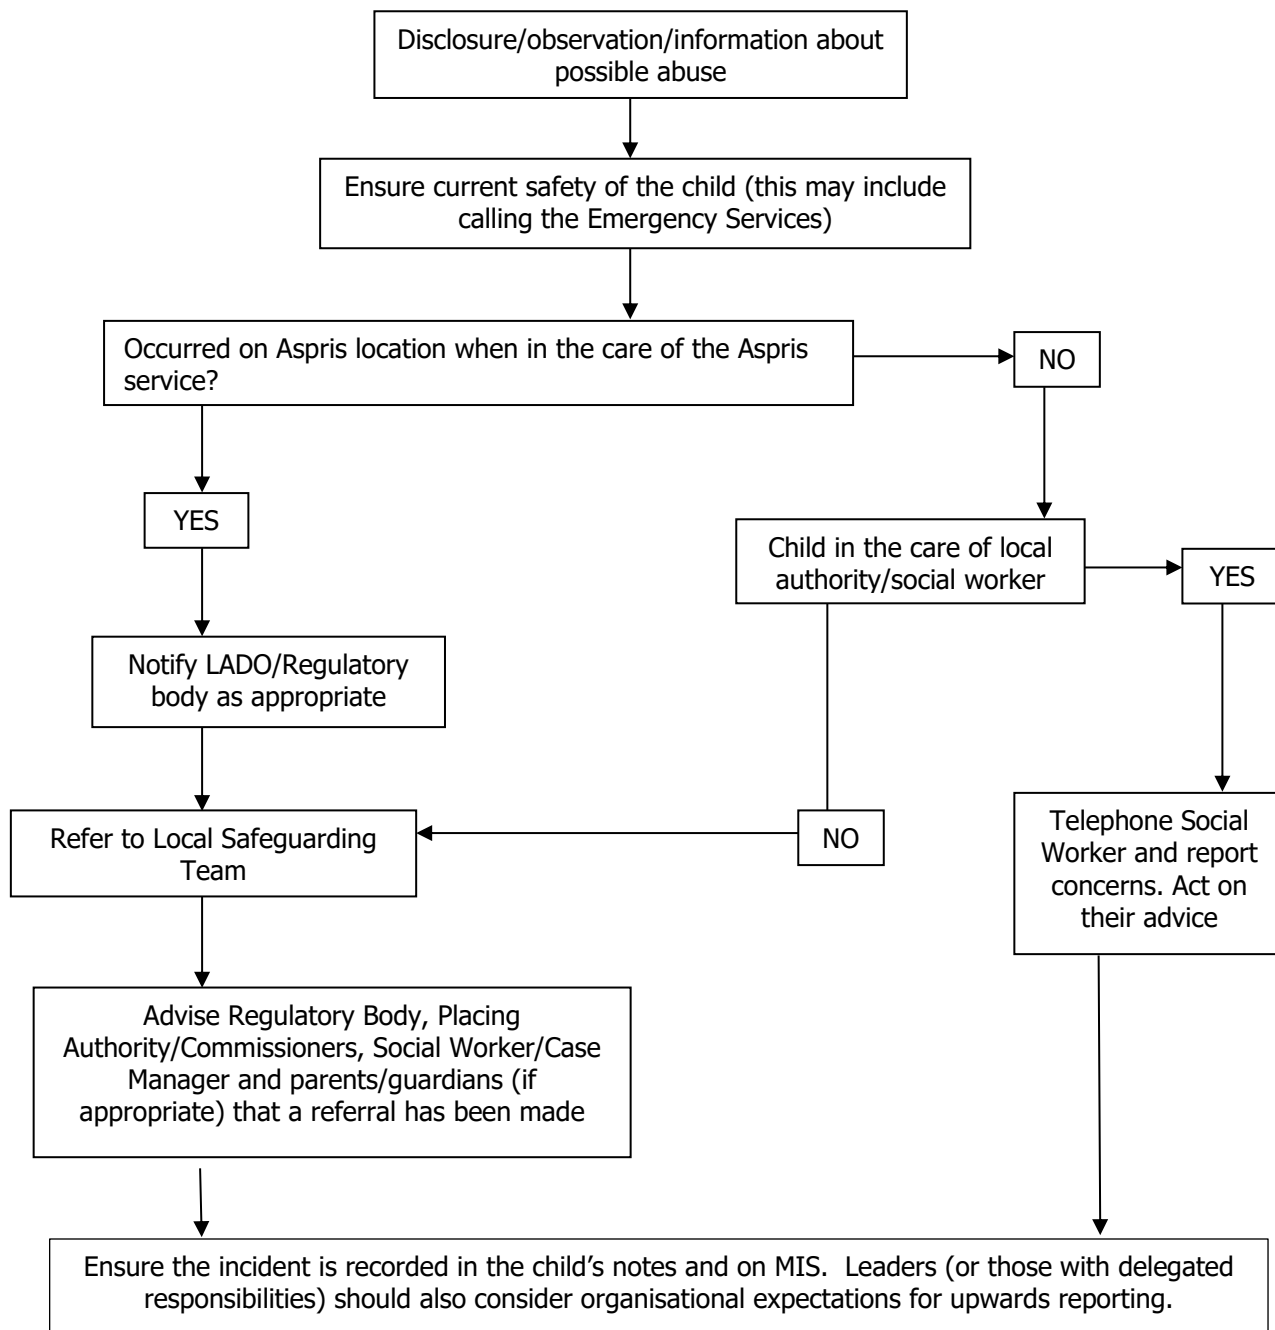 Disclosure/observation/information about
possible abuse
Ensure current safety of the child (this may include
calling the Emergency Services)
Occurred on Aspris location when in the care of the Aspris
service?
NO
YES
Child in the care of local
authority/social worker
YES
Notify LADO/Regulatory
body as appropriate
Refer to Local Safeguarding
Team
NO
Telephone Social
Worker and report
concerns. Act on
their advice
Advise Regulatory Body, Placing
Authority/Commissioners, Social Worker/Case
Manager and parents/guardians (if
appropriate) that a referral has been made
Ensure the incident is recorded in the child’s notes and on MIS.  Leaders (or those with delegated
responsibilities) should also consider organisational expectations for upwards reporting.